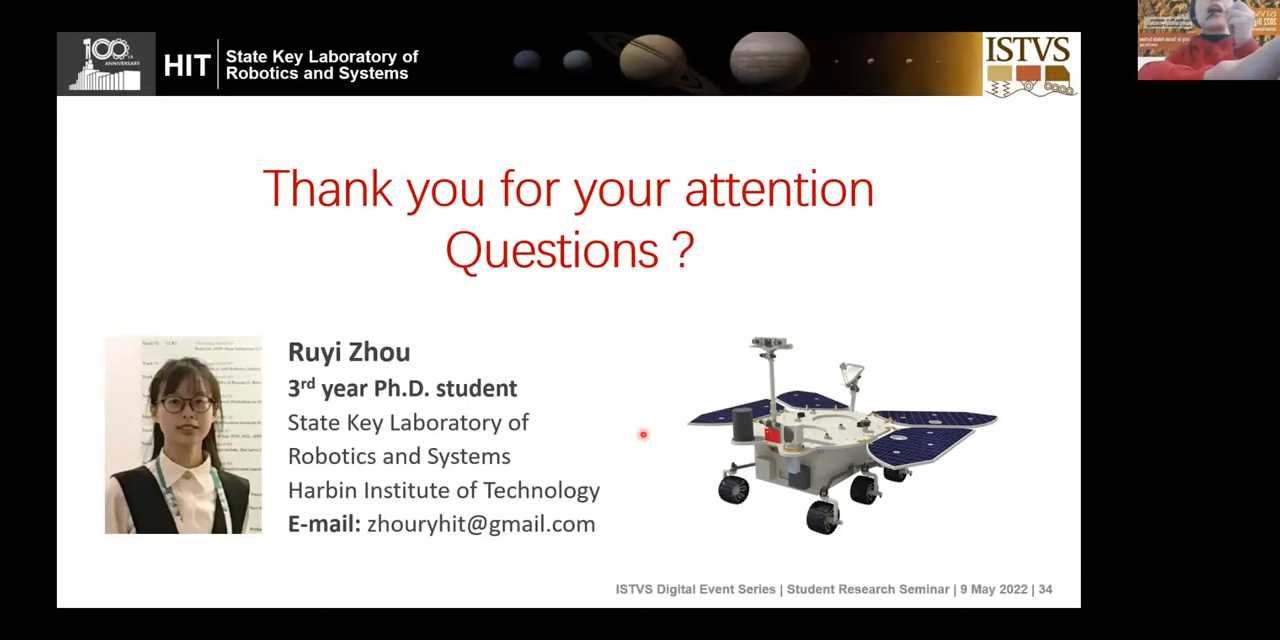 100TH
ANNIVERSARY
HIT
State Key Laboratory of
Robotics and Systems
ISTVS
Thank you for your attention
Questions ?
Ruyi Zhou
3rd year Ph.D. student
State Key Laboratory of
Robotics and Systems
Harbin Institute of Technology
E-mail: zhouryhit@gmail.com
ISTVS Digital Event Series | Student Research Seminar | 9 May 2022 | 34